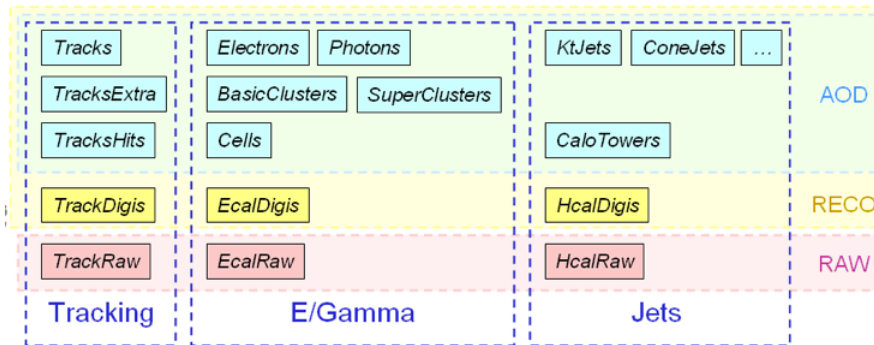 Tracks Electrons Photons KtJets ConeJets ...
TracksExtra BasicClusters SuperClusters AOD
TracksHits Cells CaloTowers
TrackDigis EcalDigis HcalDigis RECO
TrackRaw EcalRaw HcalRaw RAW
Tracking E/Gamma Jets